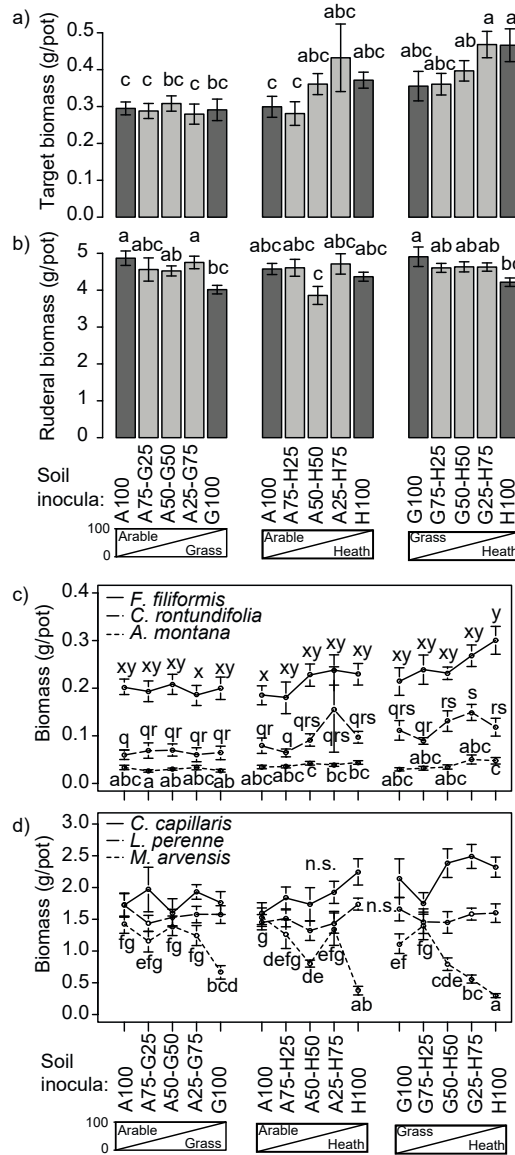 a)
Target biomass (g/pot)
0.5
0.4
0.3
0.2
0.1
0.0
c c bc c bc
c c abc abc abc
abc abc ab a a
b)
Ruderal biomass (g/pot)
5
4
3
2
1
0
a abc ab a bc
abc abc c abc abc
a ab ab ab bc
Soil
inocula:
A100 A75-G25 A50-G50 A25-G75 G100
A100 A75-H25 A50-H50 A25-H75 H100
G100 G75-H25 G50-H50 G25-H75 H100
100
0
Arable
Grass
Arable
Heath
Grass
Heath
c)
Biomass (g/pot)
0.4
0.3
0.2
0.1
0.0
F. filiformis
C. rontundifolia
A. montana
xy xy xy x xy
q qr qr qr qr
abc a abc abc ab
x xy xy xy xy
qr q qrs qrs qrs
abc abc c abc abc
xy xy xy xy y
qrs qr rs s rs
abc abc abc abc c
d)
Biomass (g/pot)
3.0
2.5
2.0
1.5
1.0
0.5
0.0
C. capillaris
L. perenne
M. arvensis
n.s.
n.s.
fg efg fg fg bcd
g defg de efg ab
ef fg cde bc a
Soil
inocula:
A100 A75-G25 A50-G50 A25-G75 G100
A100 A75-H25 A50-H50 A25-H75 H100
G100 G75-H25 G50-H50 G25-H75 H100
100
0
Arable
Grass
Arable
Heath
Grass
Heath